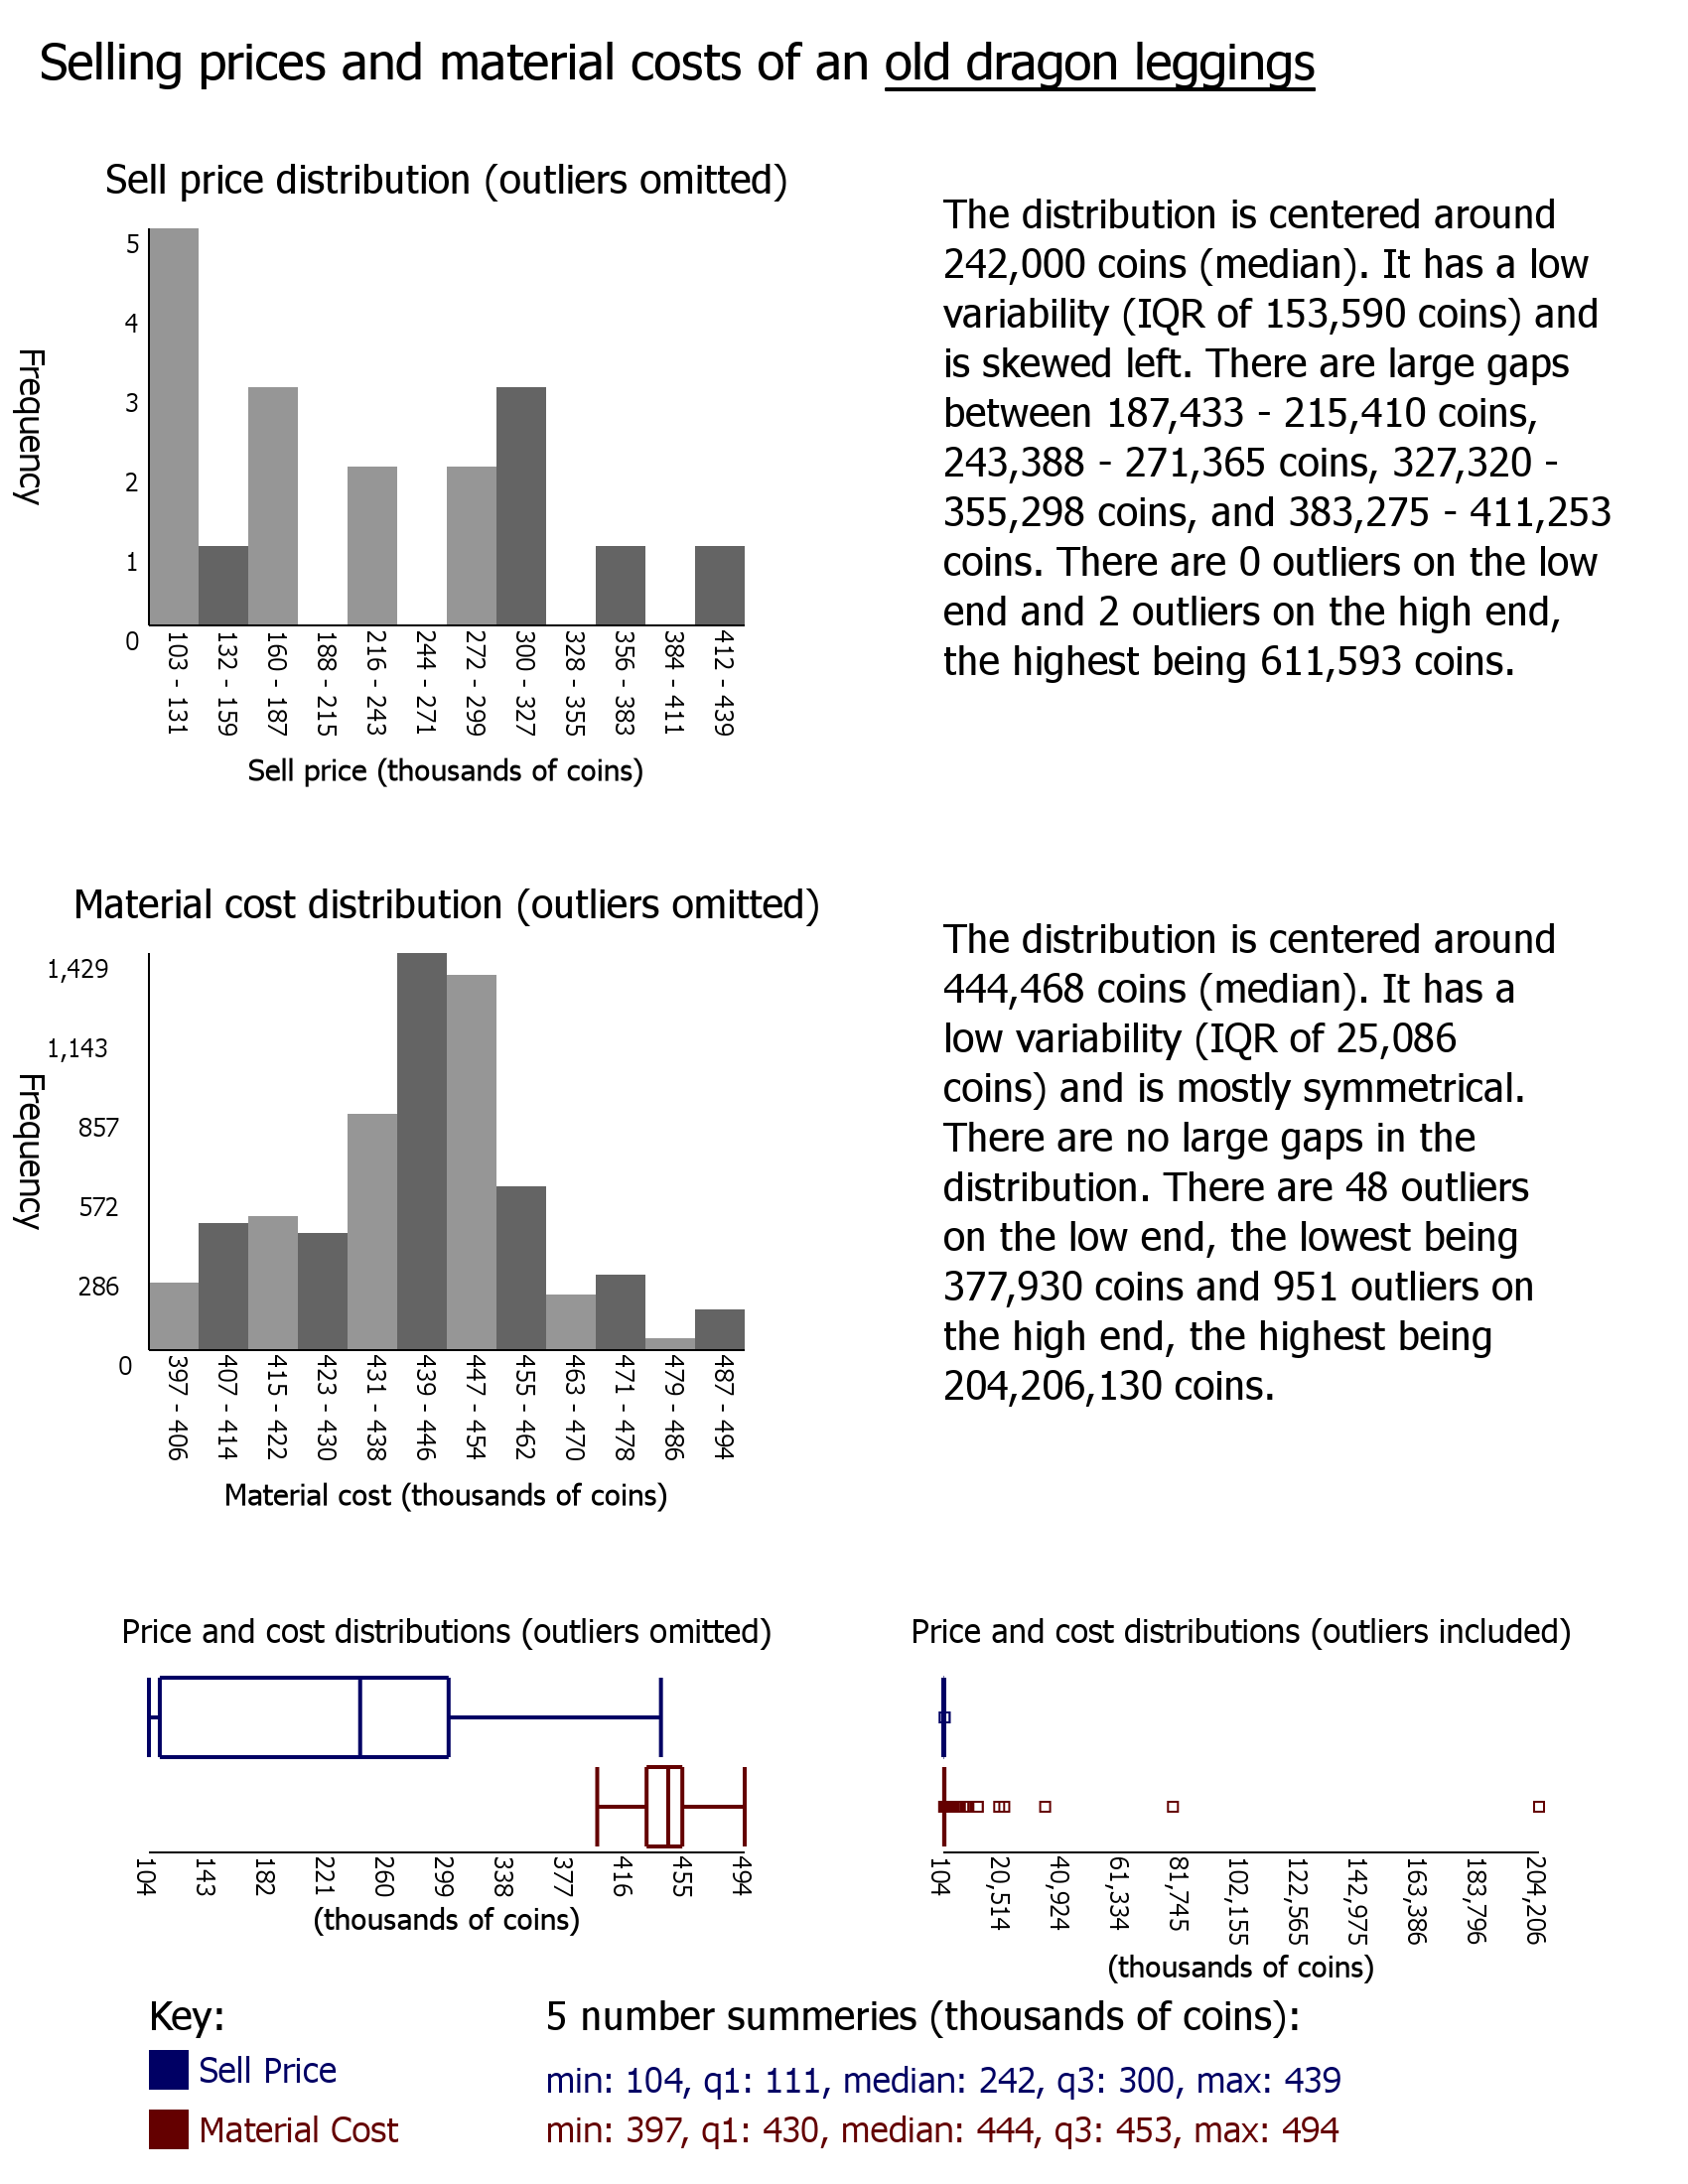 Selling prices and material costs of an old dragon leggings
Sell price distribution (outliers omitted)
Frequency
5
4
3
2
1
0
103 - 131
132 - 159
160 - 187
188 - 215
216 - 243
244 - 271
272 - 299
300 - 327
328 - 355
356 - 383
384 - 411
412 - 439
Sell price (thousands of coins)
The distribution is centered around
242,000 coins (median). It has a low
variability (IQR of 153,590 coins) and
is skewed left. There are large gaps
between 187,433 - 215,410 coins,
243,388 - 271,365 coins, 327,320 -
355,298 coins, and 383,275 - 411,253
coins. There are 0 outliers on the low
end and 2 outliers on the high end,
the highest being 611,593 coins.
Material cost distribution (outliers omitted)
Frequency
1,429
1,143
857
572
286
0
397 - 406
407 - 414
415 - 422
423 - 430
431 - 438
439 - 446
447 - 454
455 - 462
463 - 470
471 - 478
479 - 486
487 - 494
Material cost (thousands of coins)
The distribution is centered around
444,468 coins (median). It has a
low variability (IQR of 25,086
coins) and is mostly symmetrical.
There are no large gaps in the
distribution. There are 48 outliers
on the low end, the lowest being
377,930 coins and 951 outliers on
the high end, the highest being
204,206,130 coins.
Price and cost distributions (outliers omitted)
104
143
182
221
260
299
338
377
416
455
494
(thousands of coins)
Price and cost distributions (outliers included)
104
20,514
40,924
61,334
81,745
102,155
122,565
142,975
163,386
183,796
204,206
(thousands of coins)
Key:
Sell Price
Material Cost
5 number summeries (thousands of coins):
min: 104, q1: 111, median: 242, q3: 300, max: 439
min: 397, q1: 430, median: 444, q3: 453, max: 494